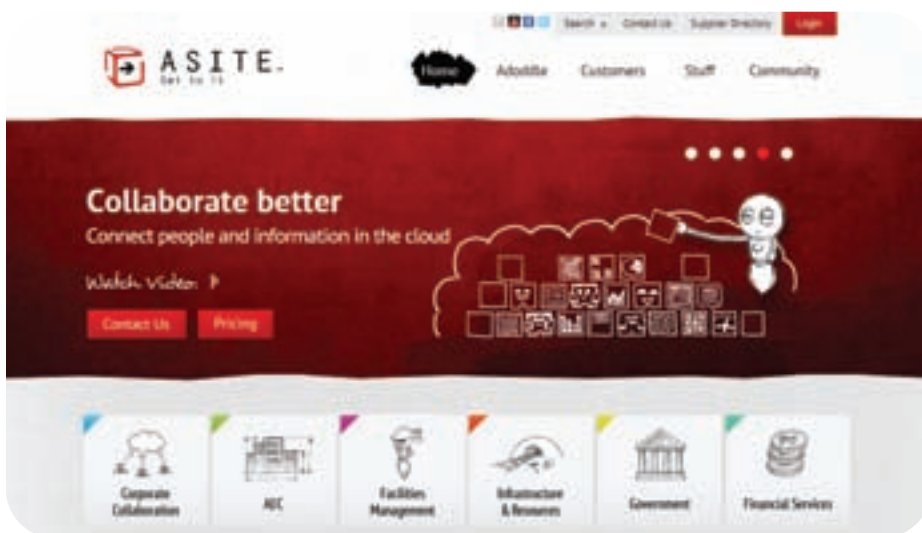 Search
Contact Us
Supplier Directory
Login
ASITE.
Get to it
Home
Adoddle
Customers
Stuff
Community
Collaborate better
Connect people and information in the cloud
Watch Video
Contact Us
Pricing
Corporate
Collaboration
AEC
Facilities
Management
Infrastructure
& Resources
Government
Financial Services